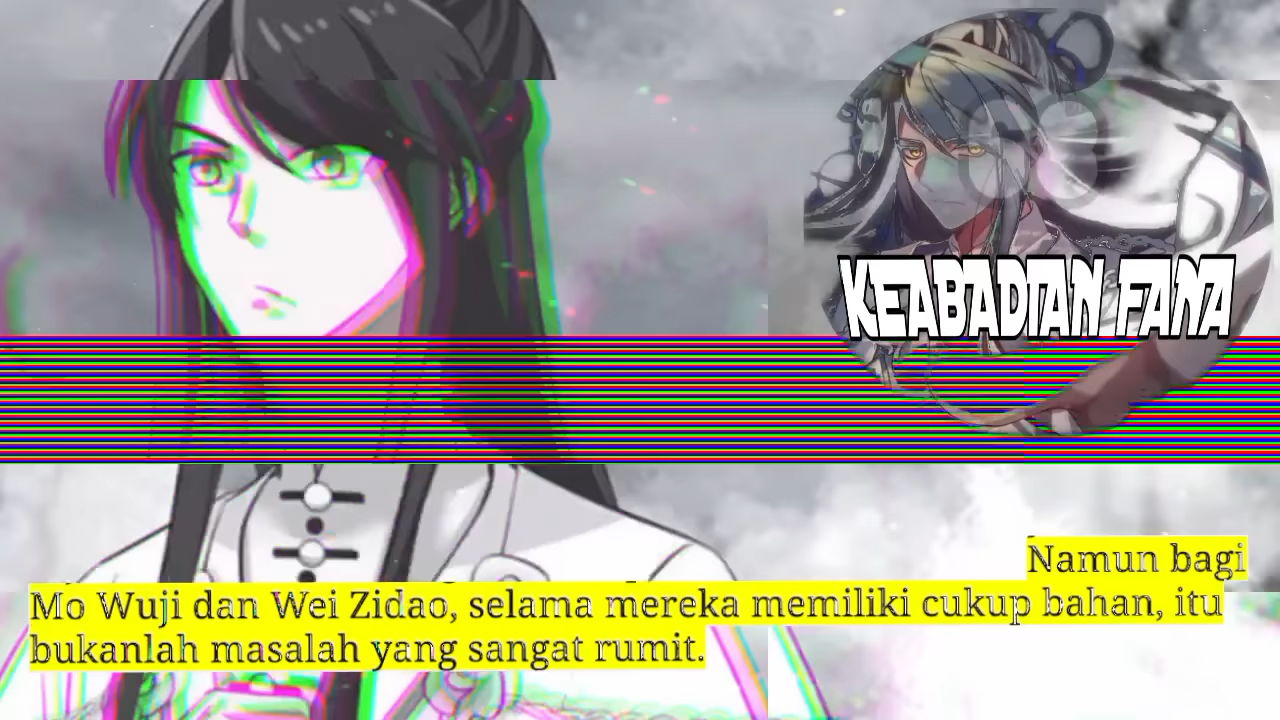 KEABADIAN FANA
Namun bagi
Mo Wuji dan Wei Zidao, selama mereka memiliki cukup bahan, itu
bukanlah masalah yang sangat rumit.